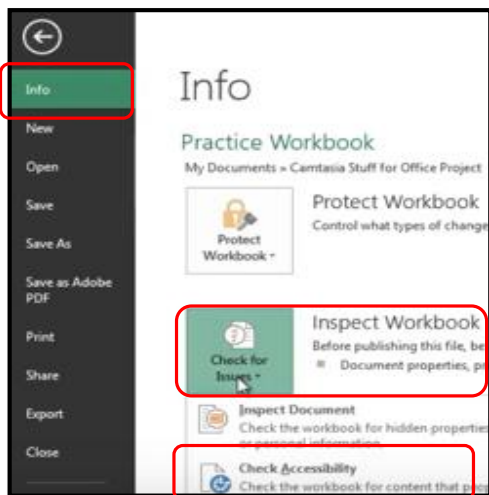 Info
New
Open
Save
Save As
Save as Adobe
PDF
Print
Share
Export
Close
Info
Practice Workbook
My Documents » Camtasia Stuff for Office Project
Protect
Workbook
Protect Workbook
Control what types of change
Check for
Issues
Inspect Workbook
Before publishing this file, be
Document properties, pr
Inspect Document
Check the workbook for hidden properties
or personal information.
Check Accessibility
Check the workbook for content that peop